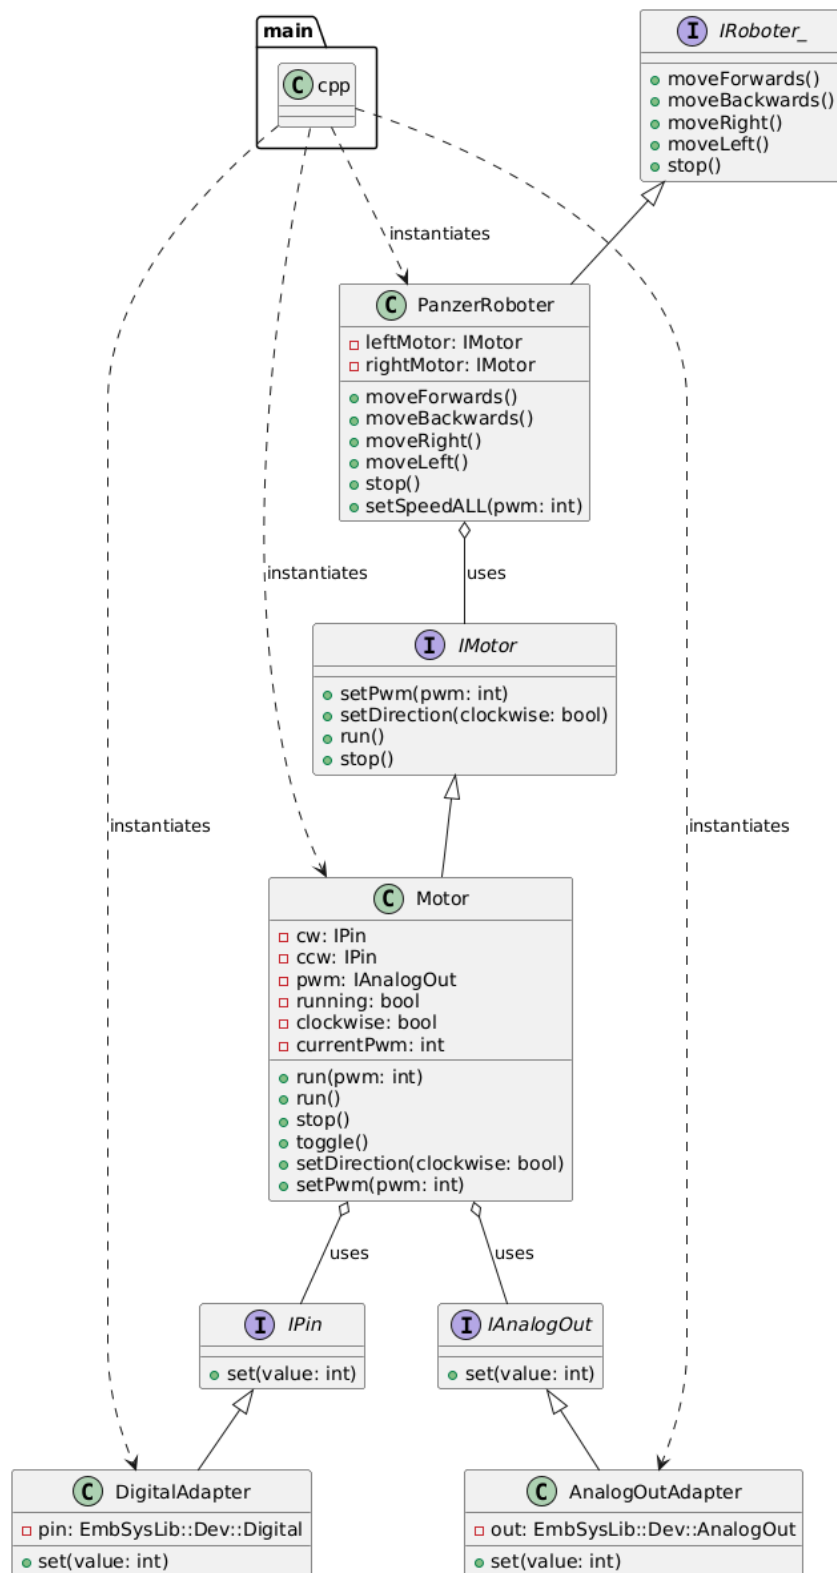 main
C cpp
I IRoboter_
moveForwards()
moveBackwards()
moveRight()
moveLeft()
stop()
instantiates
C PanzerRoboter
leftMotor: IMotor
rightMotor: IMotor
moveForwards()
moveBackwards()
moveRight()
moveLeft()
stop()
setSpeedALL(pwm: int)
instantiates
uses
I IMotor
setPwm(pwm: int)
setDirection(clockwise: bool)
run()
stop()
instantiates
instantiates
C Motor
cw: IPin
ccw: IPin
pwm: IAnalogOut
running: bool
clockwise: bool
currentPwm: int
run(pwm: int)
run()
stop()
toggle()
setDirection(clockwise: bool)
setPwm(pwm: int)
uses
uses
I IPin
set(value: int)
I IAnalogOut
set(value: int)
C DigitalAdapter
pin: EmbSysLib::Dev::Digital
set(value: int)
C AnalogOutAdapter
out: EmbSysLib::Dev::AnalogOut
set(value: int)